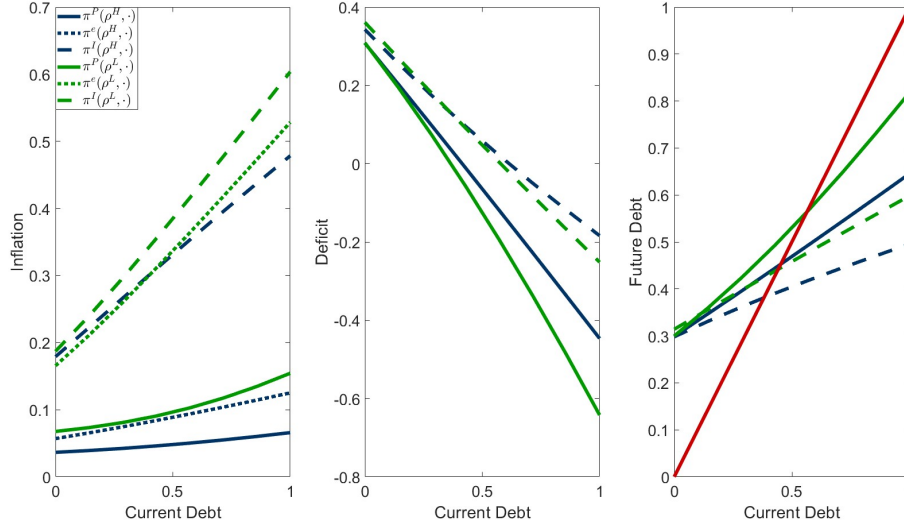 0.7
0.6
0.5
0.4
0.3
0.2
0.1
0
π^P(ρ^H, ·)
π^e(ρ^H, ·)
π^I(ρ^H, ·)
π^P(ρ^L, ·)
π^e(ρ^L, ·)
π^I(ρ^L, ·)
Inflation
0 0.5 1
Current Debt
0.4
0.2
0
-0.2
-0.4
-0.6
-0.8
Deficit
0 0.5 1
Current Debt
1
0.9
0.8
0.7
0.6
0.5
0.4
0.3
0.2
0.1
0
Future Debt
0 0.5
Current Debt